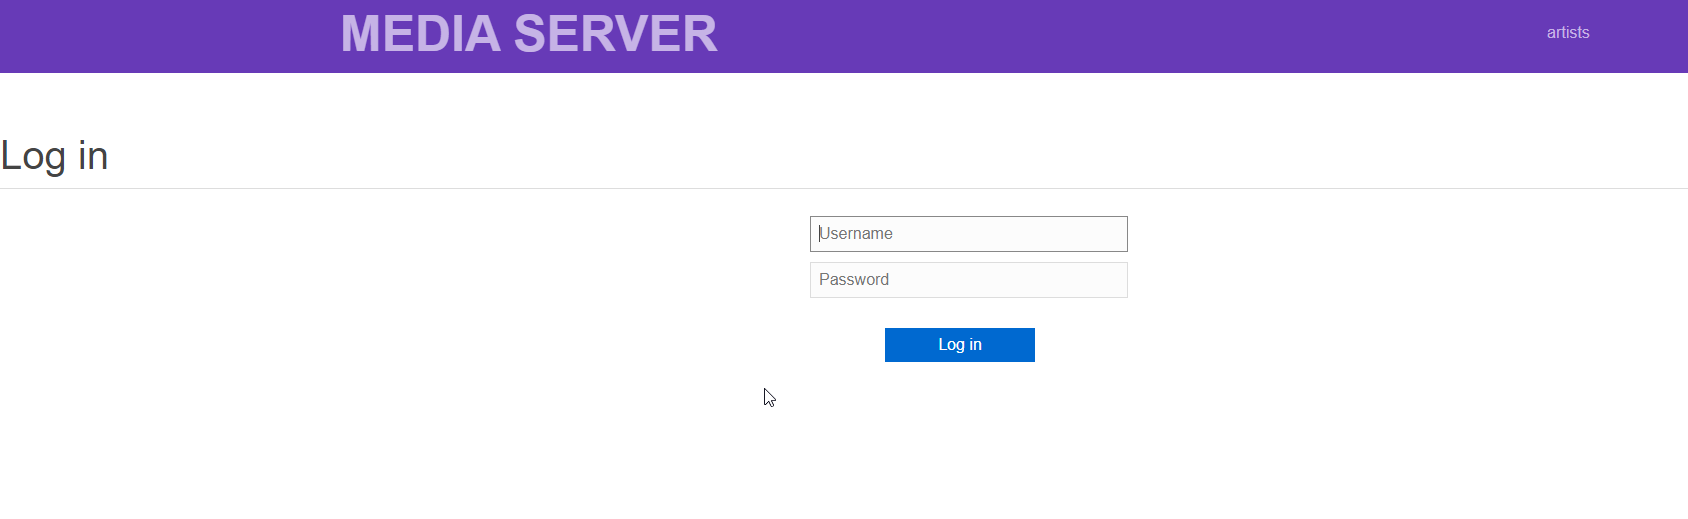 MEDIA SERVER
artists
Log in
Username
Password
Log in